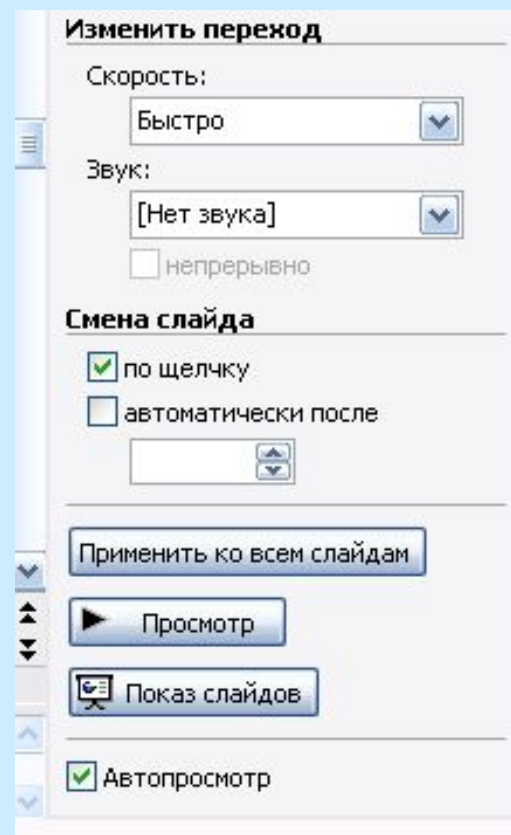 Изменить переход
Скорость:
Быстро
Звук:
[Нет звука]
непрерывно
Смена слайда
по щелчку
автоматически после
Применить ко всем слайдам
Просмотр
Показ слайдов
Автопросмотр